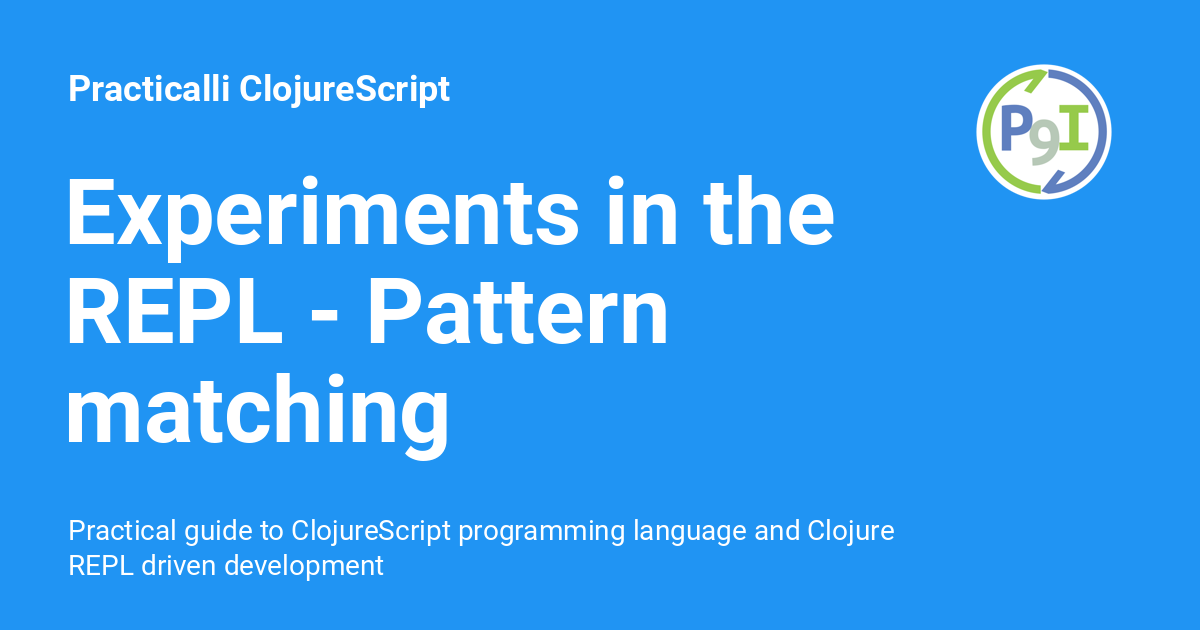 Practicalli ClojureScript
P9I
Experiments in the
REPL - Pattern
matching
Practical guide to ClojureScript programming language and Clojure
REPL driven development